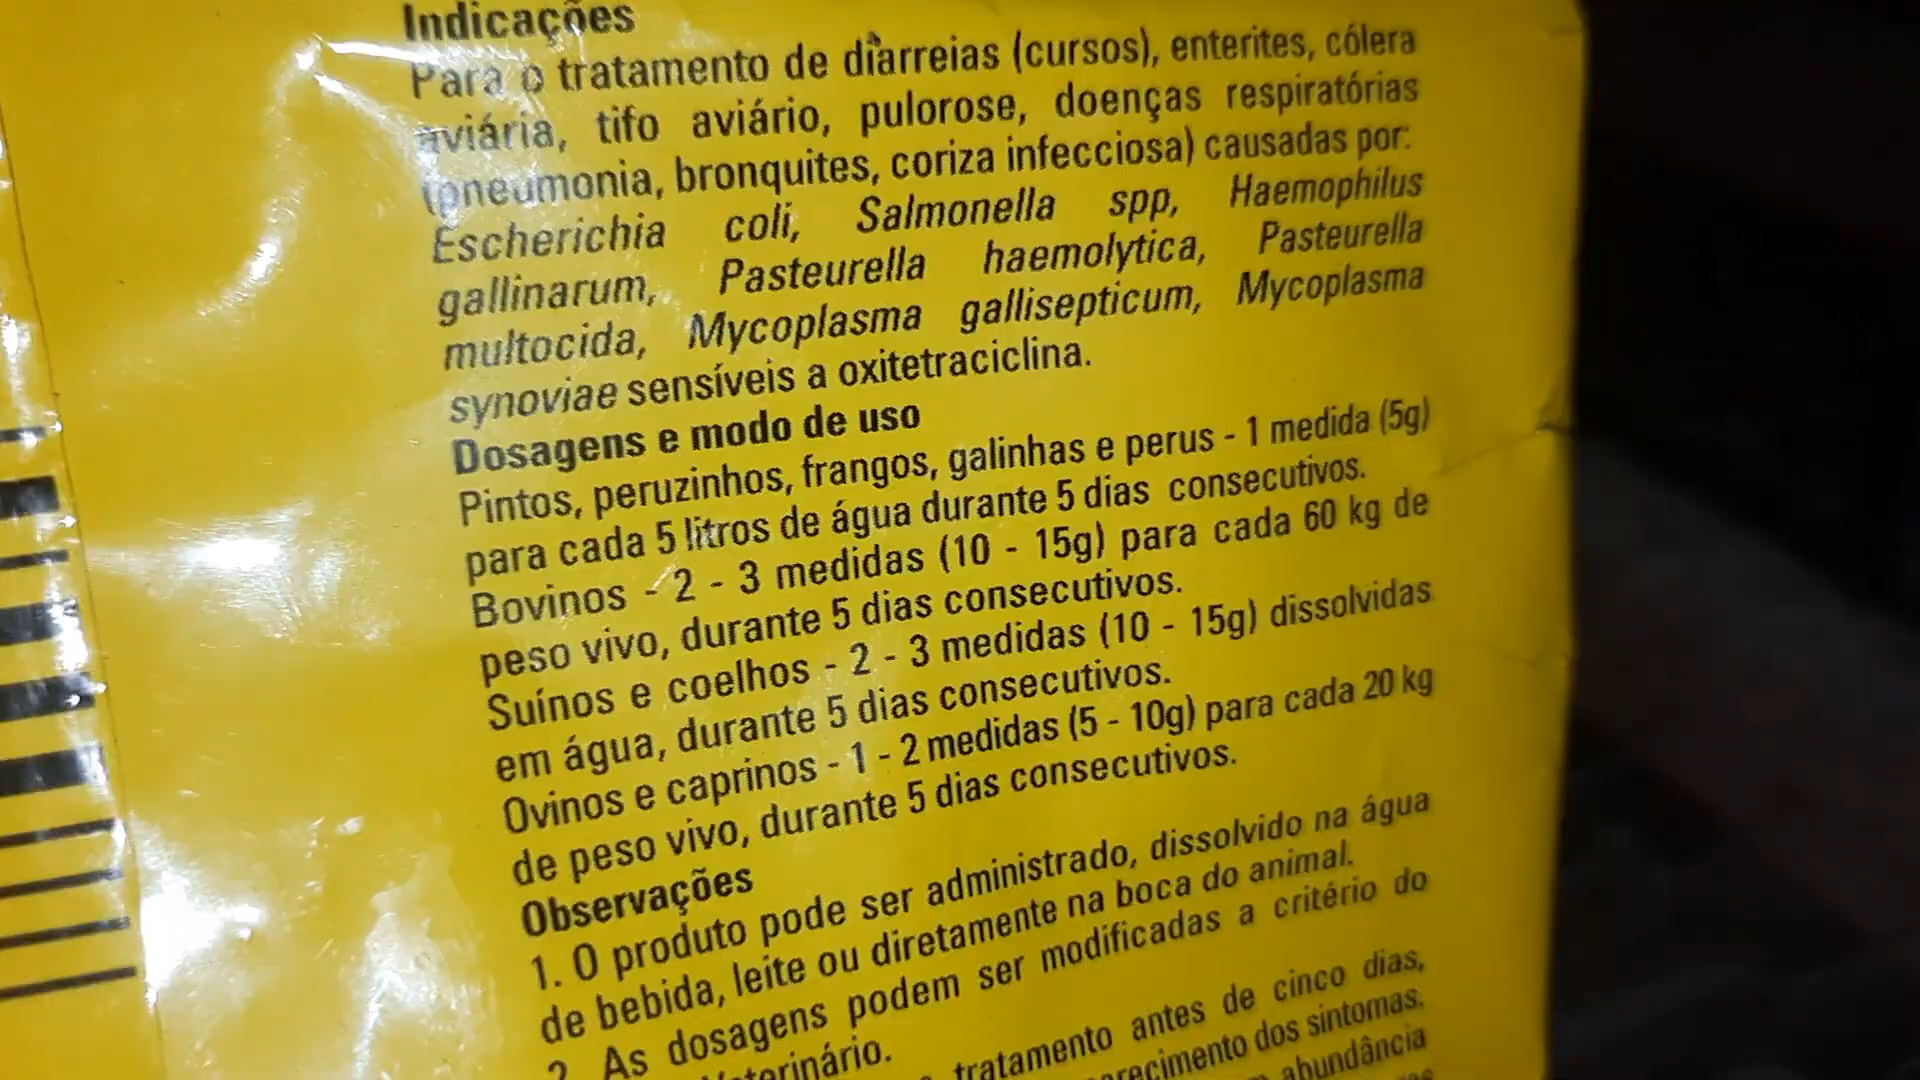 Indicações
Para o tratamento de diarreias (cursos), enterites, cólera
aviária, tifo aviário, pulorose, doenças respiratórias
(pneumonia, bronquites, coriza infecciosa) causadas por:
Escherichia coli, Salmonella spp, Haemophilus
gallinarum, Pasteurella haemolytica, Pasteurella
multocida, Mycoplasma gallisepticum, Mycoplasma
synoviae sensíveis a oxitetraciclina.
Dosagens e modo de uso
Pintos, peruzinhos, frangos, galinhas e perus - 1 medida (5g)
para cada 5 litros de água durante 5 dias consecutivos.
Bovinos - 2 - 3 medidas (10 - 15g) para cada 60 kg de
peso vivo, durante 5 dias consecutivos.
Suínos e coelhos - 2 - 3 medidas (10 - 15g) dissolvidas
em água, durante 5 dias consecutivos.
Ovinos e caprinos - 1 - 2 medidas (5 - 10g) para cada 20 kg
de peso vivo, durante 5 dias consecutivos.
Observações
1. O produto pode ser administrado, dissolvido na água
de bebida, leite ou diretamente na boca do animal.
2. As dosagens podem ser modificadas a critério do
tratamento antes de cinco dias,
dos sintomas.
abundância